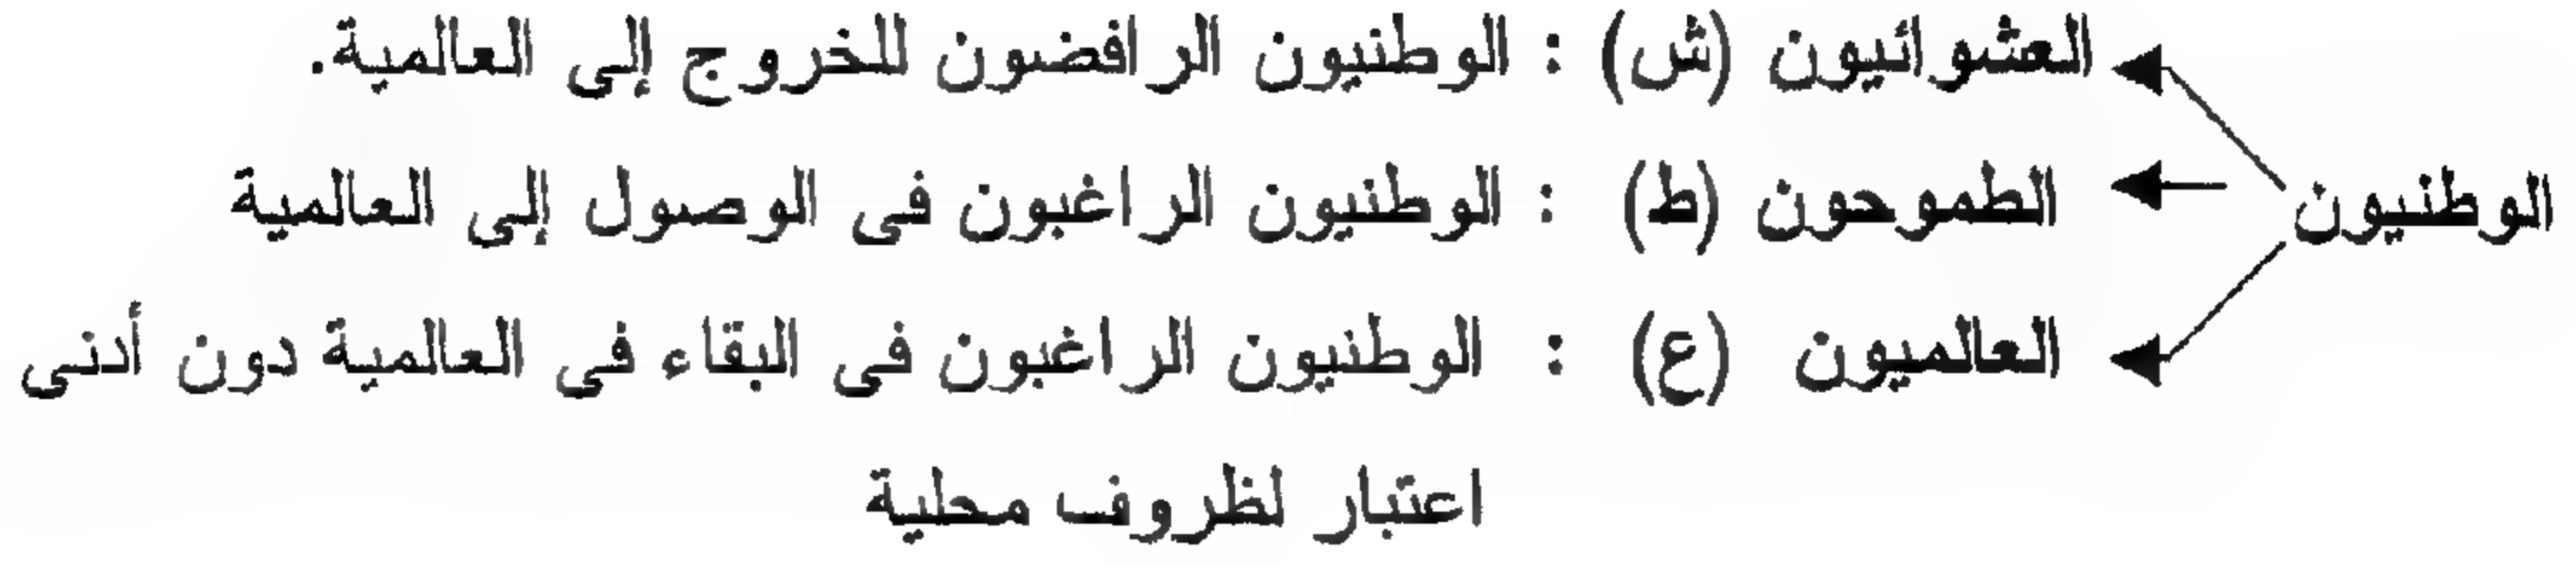 العشوائيون (ش) : الوطنيون الرافضون للخروج إلى العالمية.
الوطنيون
الطموحون (ط) : الوطنيون الراغبون فى الوصول إلى العالمية
العالميون (ع) : الوطنيون الراغبون فى البقاء فى العالمية دون أدنى
اعتبار لظروف محلية